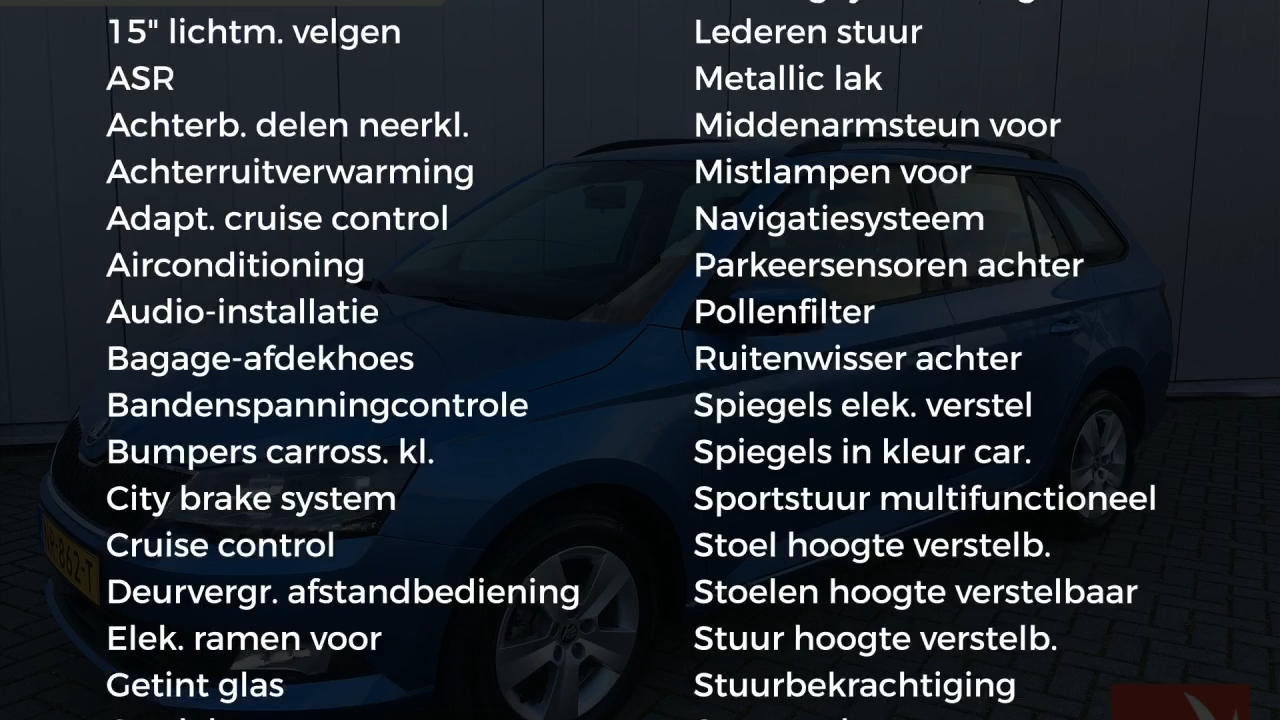 15" lichtm. velgen
ASR
Achterb. delen neerkl.
Achterruitverwarming
Adapt. cruise control
Airconditioning
Audio-installatie
Bagage-afdekhoes
Bandenspanningcontrole
Bumpers carross. kl.
City brake system
Cruise control
Deurvergr. afstandbediening
Elek. ramen voor
Getint glas
Lederen stuur
Metallic lak
Middenarmsteun voor
Mistlampen voor
Navigatiesysteem
Parkeersensoren achter
Pollenfilter
Ruitenwisser achter
Spiegels elek. verstel
Spiegels in kleur car.
Sportstuur multifunctioneel
Stoel hoogte verstelb.
Stoelen hoogte verstelbaar
Stuur hoogte verstelb.
Stuurbekrachtiging